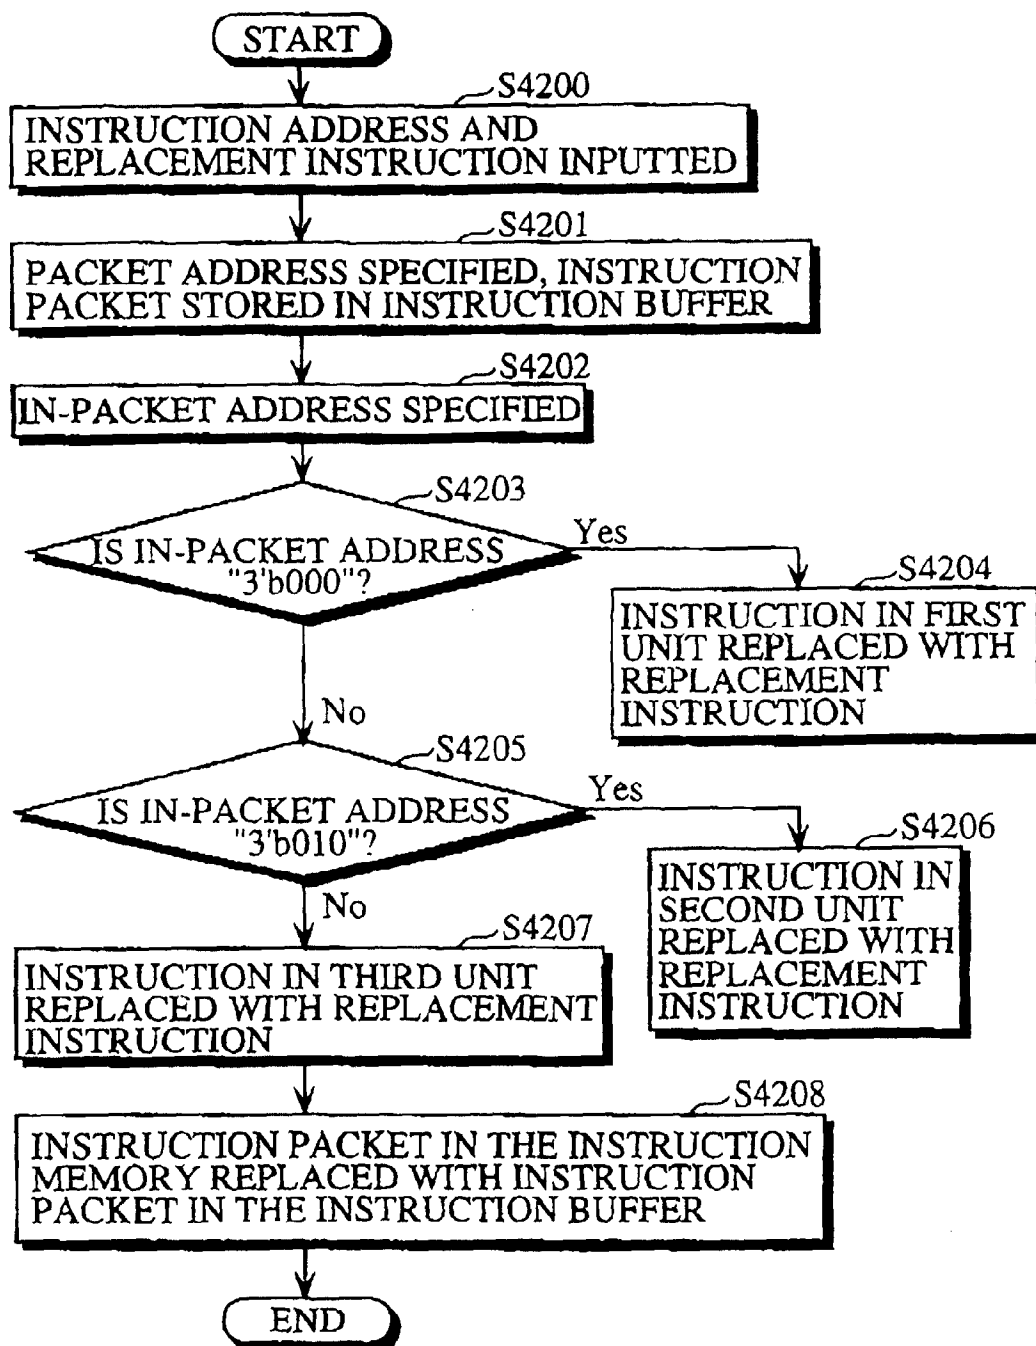 START
S4200
INSTRUCTION ADDRESS AND
REPLACEMENT INSTRUCTION INPUTTED
S4201
PACKET ADDRESS SPECIFIED, INSTRUCTION
PACKET STORED IN INSTRUCTION BUFFER
S4202
IN-PACKET ADDRESS SPECIFIED
S4203
IS IN-PACKET ADDRESS
"3'b000"?
Yes
S4204
INSTRUCTION IN FIRST
UNIT REPLACED WITH
REPLACEMENT
INSTRUCTION
No
S4205
IS IN-PACKET ADDRESS
"3'b010"?
Yes
S4206
INSTRUCTION IN
SECOND UNIT
REPLACED WITH
REPLACEMENT
INSTRUCTION
No
S4207
INSTRUCTION IN THIRD UNIT
REPLACED WITH REPLACEMENT
INSTRUCTION
S4208
INSTRUCTION PACKET IN THE INSTRUCTION
MEMORY REPLACED WITH INSTRUCTION
PACKET IN THE INSTRUCTION BUFFER
END